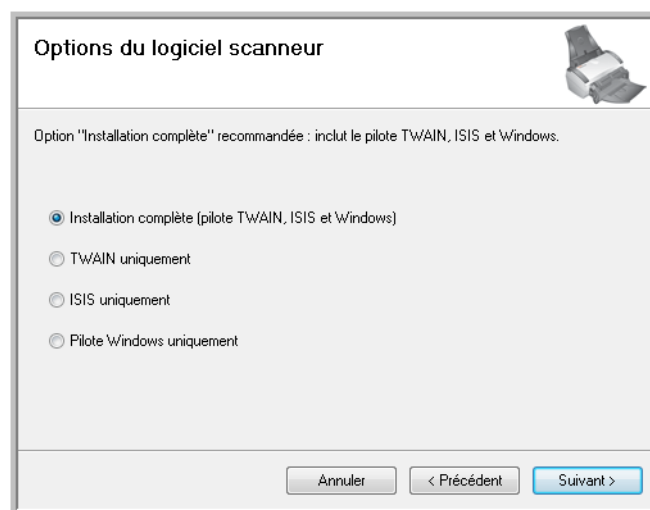 Options du logiciel scanneur
Option "Installation complète" recommandée : inclut le pilote TWAIN, ISIS et Windows.
Installation complète (pilote TWAIN, ISIS et Windows)
TWAIN uniquement
ISIS uniquement
Pilote Windows uniquement
Annuler
< Précédent
Suivant >